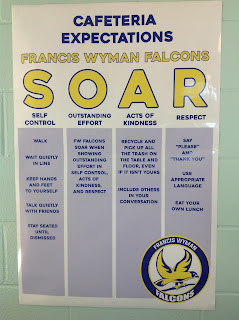 CAFETERIA
EXPECTATIONS
FRANCIS WYMAN FALCONS
SOAR
SELF
CONTROL
WALK
WAIT QUIETLY
IN LINE
KEEP HANDS
AND FEET
TO YOURSELF
TALK QUIETLY
WITH FRIENDS
STAY SEATED
UNTIL
DISMISSED
OUTSTANDING
EFFORT
FW FALCONS
SOAR WHEN
SHOWING
OUTSTANDING
EFFORT IN
SELF CONTROL,
ACTS OF
KINDNESS,
AND RESPECT
ACTS OF
KINDNESS
RECYCLE AND
PICK UP ALL
THE TRASH ON
THE TABLE AND
FLOOR, EVEN
IF IT ISN'T YOURS
INCLUDE OTHERS IN
YOUR CONVERSATION
RESPECT
SAY
"PLEASE"
AND
"THANK YOU"
USE
APPROPRIATE
LANGUAGE
EAT YOUR
OWN LUNCH
FRANCIS WYMAN
FALCONS